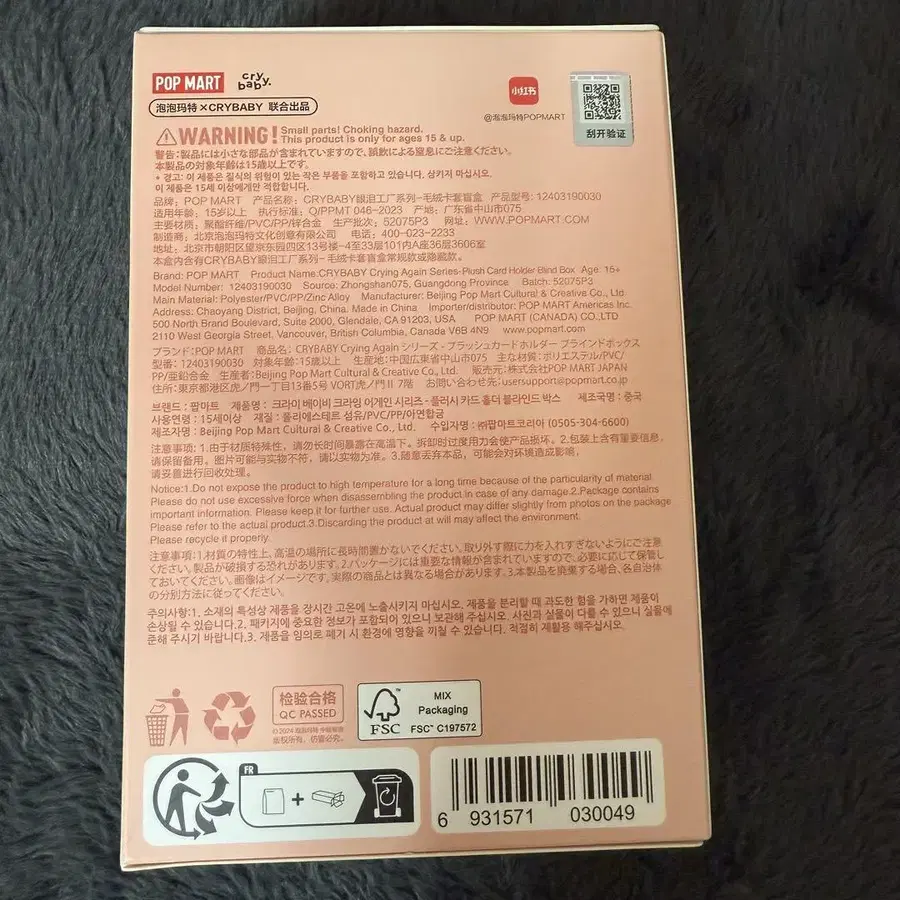 POP MART
cry baby.
泡泡玛特×CRYBABY 联合出品
小红书
@泡泡玛特POPMART
刮开验证
WARNING! Small parts! Choking hazard.
This product is only for ages 15 & up.
警告:製品には小さな部品が含まれていますので、誤飲による窒息にご注意ください。
本製品の対象年齢は15歳以上です。
• 경고: 이 제품은 질식의 위험이 있는 작은 부품을 포함하고 있습니다. 삼키지 마십시오.
이 제품은 15세 이상에게만 적합합니다.
品牌：POP MART 产品名称：CRYBABY眼泪工厂系列-毛绒卡套盲盒 产品型号：12403190030
适用年龄：15岁以上 执行标准：Q/PPMT 046-2023 产地：广东省中山市075
主要材质：聚酯纤维/PVC/PP/锌合金 生产批次：52075P3 网址：WWW.POPMART.COM
制造商：北京泡泡玛特文化创意有限公司 电话：400-023-2233
地址：北京市朝阳区望京东园四区13号楼-4至33层101内A座36层3606室
本盒内含有CRYBABY眼泪工厂系列-毛绒卡套盲盒常规款或隐藏款。
Brand: POP MART Product Name:CRYBABY Crying Again Series-Plush Card Holder Blind Box Age: 15+
Model Number: 12403190030 Source: Zhongshan075, Guangdong Province Batch: 52075P3
Main Material: Polyester/PVC/PP/Zinc Alloy Manufacturer: Beijing Pop Mart Cultural & Creative Co., Ltd.
Address: Chaoyang District, Beijing, China. Made in China Importer/distributor: POP MART Americas Inc.
500 North Brand Boulevard, Suite 2000, Glendale, CA 91203, USA POP MART (CANADA) CO.,LTD
2110 West Georgia Street, Vancouver, British Columbia, Canada V6B 4N9 www.popmart.com
ブランド:POP MART 商品名：CRYBABY Crying Again シリーズ - プラッシュカードホルダー ブラインドボックス
型番：12403190030 対象年齢:15歳以上 生産地:中国広東省中山市075 主な材質:ポリエステル/PVC/
PP/亜鉛合金 生産者:Beijing Pop Mart Cultural & Creative Co., Ltd. 販売元:株式会社POP MART JAPAN
住所:東京都港区虎ノ門一丁目13番5号 VORT虎ノ門II 7階 お問い合わせ先:usersupport@popmart.co.jp
브랜드 : 팝마트 제품명 : 크라이 베이비 크라잉 어게인 시리즈 - 플러시 카드 홀더 블라인드 박스 제조국명 : 중국
사용연령 : 15세이상 재질 : 폴리에스테르 섬유/PVC/PP/아연합금
제조자명 : Beijing Pop Mart Cultural & Creative Co., Ltd. 수입자명 : ㈜팝마트코리아 (0505-304-6600)
注意事项：1.由于材质特殊性，请勿长时间暴露在高温下。拆卸时过度用力会使产品损坏。2.包装上含有重要信息，
请保留备用。图片可能与实物不符，请以实物为准。3.随意丢弃本品，可能会对环境造成影响，
请妥善进行回收处理。
Notice:1.Do not expose the product to high temperature for a long time because of the particularity of material.
Please do not use excessive force when disassembling the product in case of any damage.2.Package contains
important information. Please keep it for further use. Actual product may differ slightly from photos on the package.
Please refer to the actual product.3.Discarding the product at will may affect the environment.
Please recycle it properly.
注意事項:1.材質の特性上、高温の場所に長時間置かないでください。取り外す際に力を入れすぎないようにご注意
ください。製品が破損する恐れがあります。2.パッケージには重要な情報が含まれていますので、必要に応じて保管し
ておいてください。画像はイメージです。実際の商品とは異なる場合があります。3.本製品を廃棄する場合、各自治体
の分別方法に従ってください。
주의사항:1. 소재의 특성상 제품을 장시간 고온에 노출시키지 마십시오. 제품을 분리할 때 과도한 힘을 가하면 제품이
손상될 수 있습니다.2. 패키지에 중요한 정보가 포함되어 있으니 보관해 주십시오. 사진과 실물이 다를 수 있으니 실물을
준해 주시기 바랍니다.3. 제품을 임의로 폐기 시 환경에 영향을 끼칠 수 있습니다. 적절히 재활용 해주십시오.
检验合格
QC PASSED
©2024 泡泡玛特
版权所有，仿冒必究。
FSC
MIX
Packaging
FSC™ C197572
FR
6 931571 030049